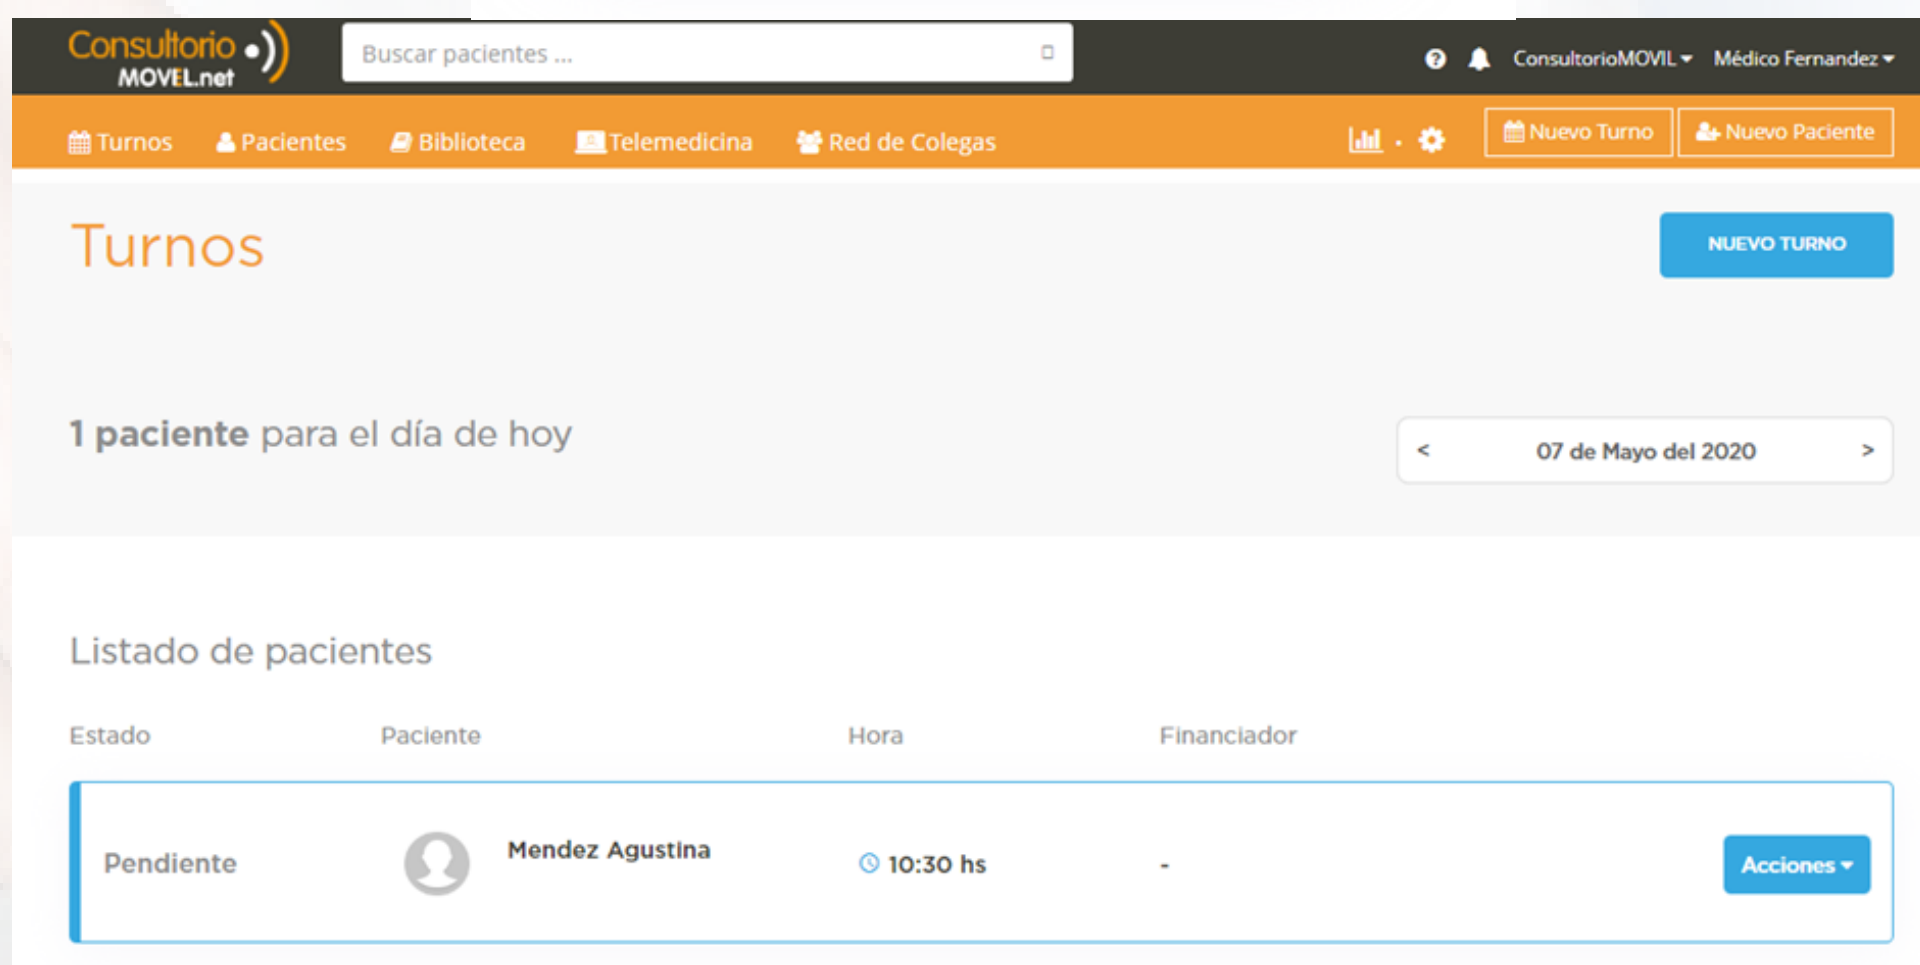 Consultorio
MOVEL.net
Buscar pacientes ...
ConsultorioMOVIL
Médico Fernandez
Turnos
Pacientes
Biblioteca
Telemedicina
Red de Colegas
Nuevo Turno
Nuevo Paciente
Turnos
NUEVO TURNO
1 paciente para el día de hoy
< 07 de Mayo del 2020 >
Listado de pacientes
Estado Paciente Hora Financiador
Pendiente Mendez Agustina 10:30 hs - Acciones